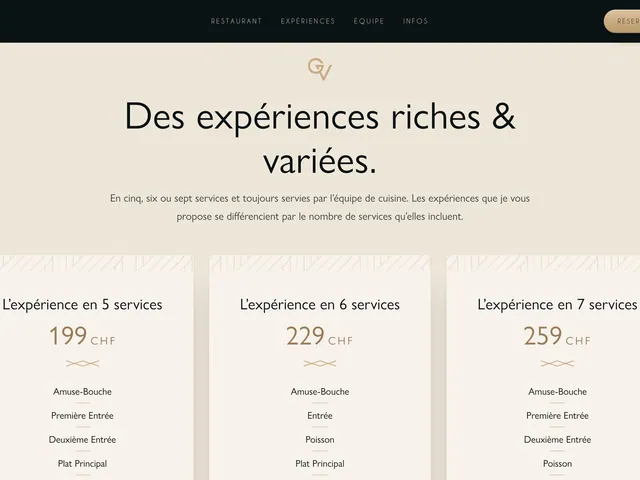 RESTAURANT EXPÉRIENCES ÉQUIPE INFOS
GV
Des expériences riches &
variées.
En cinq, six ou sept services et toujours servies par l'équipe de cuisine. Les expériences que je vous
propose se différencient par le nombre de services qu'elles incluent.
L'expérience en 5 services
199 CHF
Amuse-Bouche
Première Entrée
Deuxième Entrée
Plat Principal
L'expérience en 6 services
229 CHF
Amuse-Bouche
Entrée
Poisson
Plat Principal
L'expérience en 7 services
259 CHF
Amuse-Bouche
Première Entrée
Deuxième Entrée
Poisson